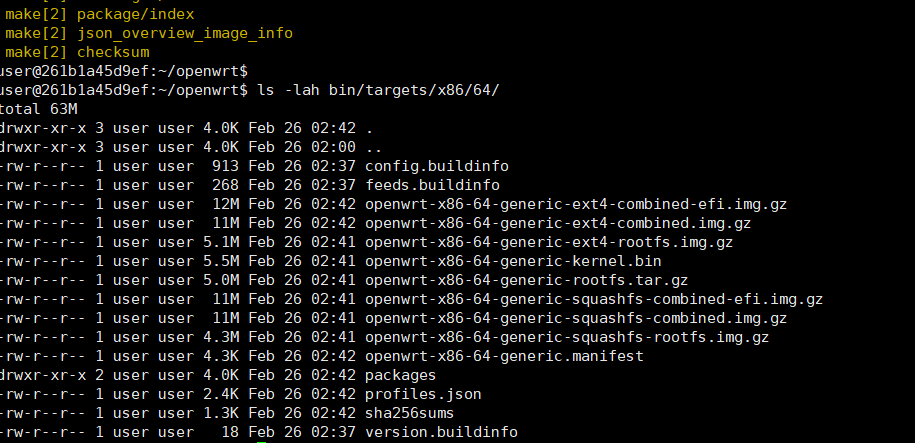 make[2] package/index
make[2] json_overview_image_info
make[2] checksum
user@261b1a45d9ef:~/openwrt$
user@261b1a45d9ef:~/openwrt$ ls -lah bin/targets/x86/64/
total 63M
drwxr-xr-x 3 user user 4.0K Feb 26 02:42 .
drwxr-xr-x 3 user user 4.0K Feb 26 02:00 ..
-rw-r--r-- 1 user user  913 Feb 26 02:37 config.buildinfo
-rw-r--r-- 1 user user  268 Feb 26 02:37 feeds.buildinfo
-rw-r--r-- 1 user user  12M Feb 26 02:42 openwrt-x86-64-generic-ext4-combined-efi.img.gz
-rw-r--r-- 1 user user  11M Feb 26 02:42 openwrt-x86-64-generic-ext4-combined.img.gz
-rw-r--r-- 1 user user 5.1M Feb 26 02:41 openwrt-x86-64-generic-ext4-rootfs.img.gz
-rw-r--r-- 1 user user 5.5M Feb 26 02:41 openwrt-x86-64-generic-kernel.bin
-rw-r--r-- 1 user user 5.0M Feb 26 02:41 openwrt-x86-64-generic-rootfs.tar.gz
-rw-r--r-- 1 user user  11M Feb 26 02:42 openwrt-x86-64-generic-squashfs-combined-efi.img.gz
-rw-r--r-- 1 user user  11M Feb 26 02:41 openwrt-x86-64-generic-squashfs-combined.img.gz
-rw-r--r-- 1 user user 4.3M Feb 26 02:41 openwrt-x86-64-generic-squashfs-rootfs.img.gz
-rw-r--r-- 1 user user 4.3K Feb 26 02:42 openwrt-x86-64-generic.manifest
drwxr-xr-x 2 user user 4.0K Feb 26 02:42 packages
-rw-r--r-- 1 user user 2.4K Feb 26 02:42 profiles.json
-rw-r--r-- 1 user user 1.3K Feb 26 02:42 sha256sums
-rw-r--r-- 1 user user   18 Feb 26 02:37 version.buildinfo